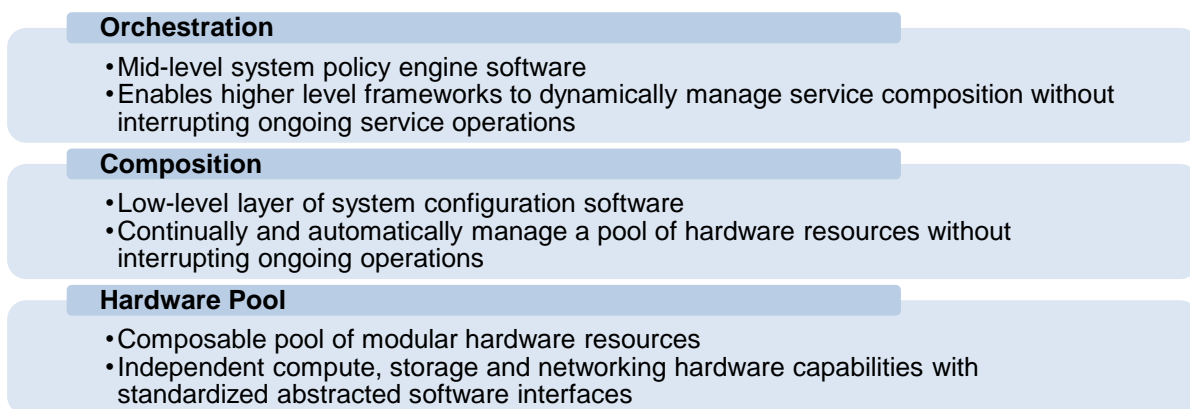 Orchestration
•Mid-level system policy engine software
•Enables higher level frameworks to dynamically manage service composition without
interrupting ongoing service operations
Composition
•Low-level layer of system configuration software
•Continually and automatically manage a pool of hardware resources without
interrupting ongoing operations
Hardware Pool
•Composable pool of modular hardware resources
•Independent compute, storage and networking hardware capabilities with
standardized abstracted software interfaces